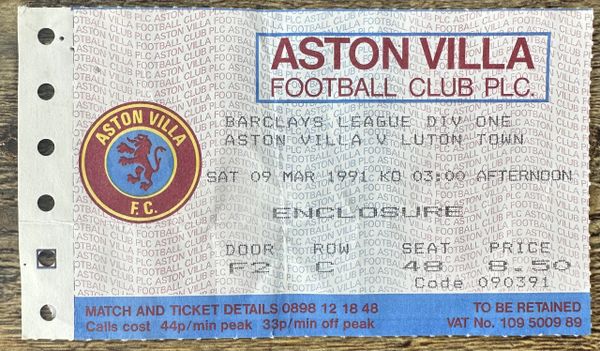 ASTON VILLA
FOOTBALL CLUB PLC.
ASTON VILLA
F.C.
BARCLAYS LEAGUE DIV ONE
ASTON VILLA V LUTON TOWN
SAT 09 MAR 1991 KO 03:00 AFTERNOON
ENCLOSURE
DOOR ROW SEAT PRICE
F2 C 48 8.50
Code 090391
MATCH AND TICKET DETAILS 0898 12 18 48
Calls cost 44p/min peak 33p/min off peak
TO BE RETAINED
VAT No. 109 5009 89